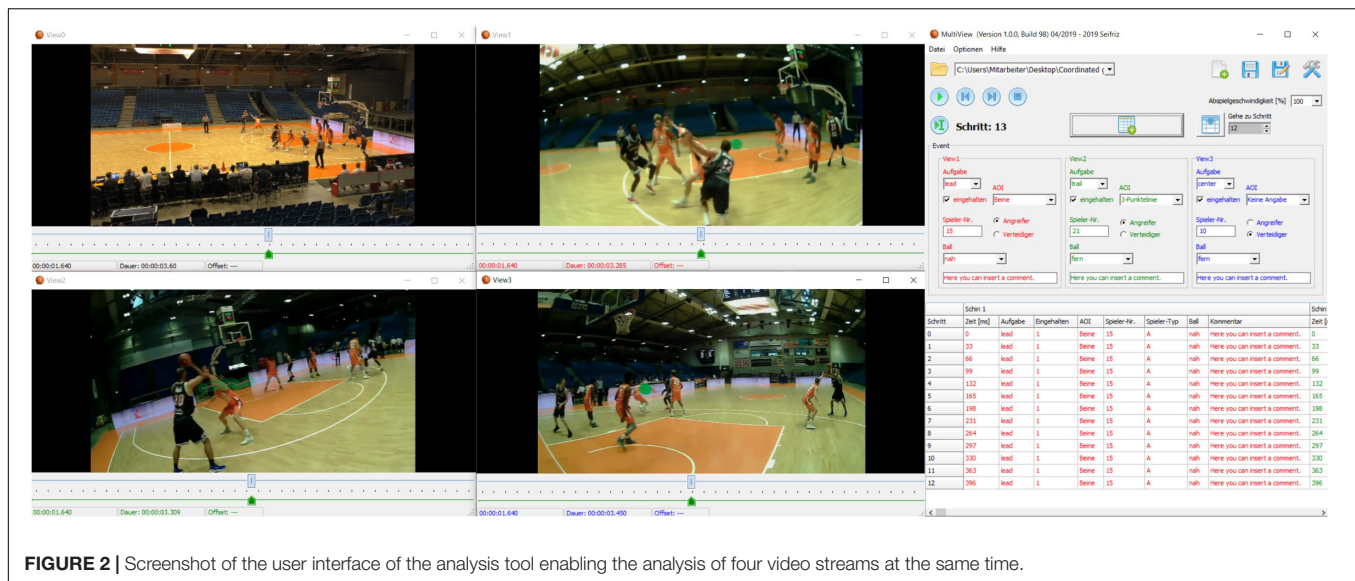 View0
View1
MultiView (Version 1.0.0, Build 98) 04/2019 - 2019 Seifriz
Datei Optionen Hilfe
C:\Users\Mitarbeiter\Desktop\Coordinated
Abspielgeschwindigkeit [%] 100
Schritt: 13
Gehe zu Schritt
12
Event
View1
Aufgabe
lead
AOI
eingehalten Beine
Spieler-Nr.
15
Angreifer
Verteidiger
Ball
nah
Here you can insert a comment.
View2
Aufgabe
trail
AOI
eingehalten 3-Punktelinie
Spieler-Nr.
21
Angreifer
Verteidiger
Ball
fern
Here you can insert a comment.
View3
Aufgabe
center
AOI
eingehalten Keine Angabe
Spieler-Nr.
10
Angreifer
Verteidiger
Ball
fern
Here you can insert a comment.
00:00:01.640 Dauer: 00:00:03.60 Offset: ---
00:00:01.640 Dauer: 00:00:03.285 Offset: ---
View2
View3
00:00:01.640 Dauer: 00:00:03.309 Offset: ---
00:00:01.640 Dauer: 00:00:03.450 Offset: ---
Schiri 1
Schritt Zeit [ms] Aufgabe Eingehalten AOI Spieler-Nr. Spieler-Typ Ball Kommentar
0 0 lead 1 Beine 15 A nah Here you can insert a comment. 0
1 33 lead 1 Beine 15 A nah Here you can insert a comment. 33
2 66 lead 1 Beine 15 A nah Here you can insert a comment. 66
3 99 lead 1 Beine 15 A nah Here you can insert a comment. 99
4 132 lead 1 Beine 15 A nah Here you can insert a comment. 132
5 165 lead 1 Beine 15 A nah Here you can insert a comment. 165
6 198 lead 1 Beine 15 A nah Here you can insert a comment. 198
7 231 lead 1 Beine 15 A nah Here you can insert a comment. 231
8 264 lead 1 Beine 15 A nah Here you can insert a comment. 264
9 297 lead 1 Beine 15 A nah Here you can insert a comment. 297
10 330 lead 1 Beine 15 A nah Here you can insert a comment. 330
11 363 lead 1 Beine 15 A nah Here you can insert a comment. 363
12 396 lead 1 Beine 15 A nah Here you can insert a comment. 396
FIGURE 2 | Screenshot of the user interface of the analysis tool enabling the analysis of four video streams at the same time.